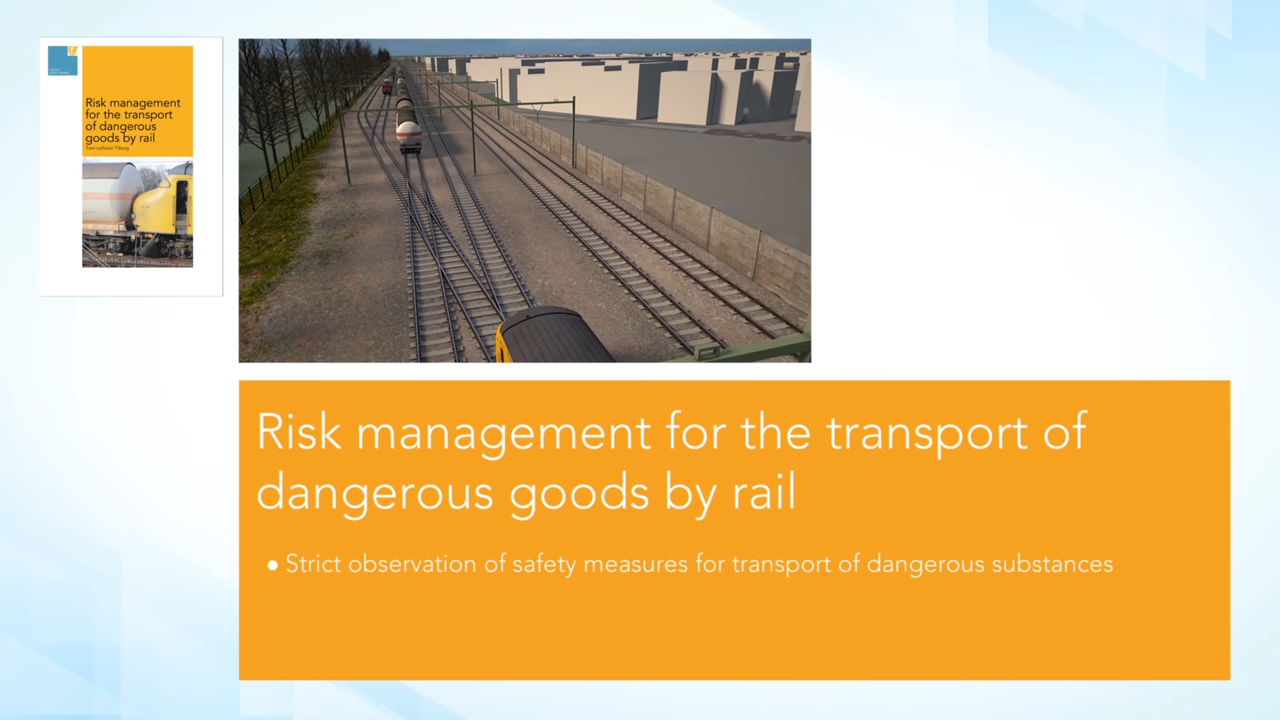 Risk management
for the transport
of dangerous
goods by rail
Train collision Tilburg
Risk management for the transport of
dangerous goods by rail
● Strict observation of safety measures for transport of dangerous substances